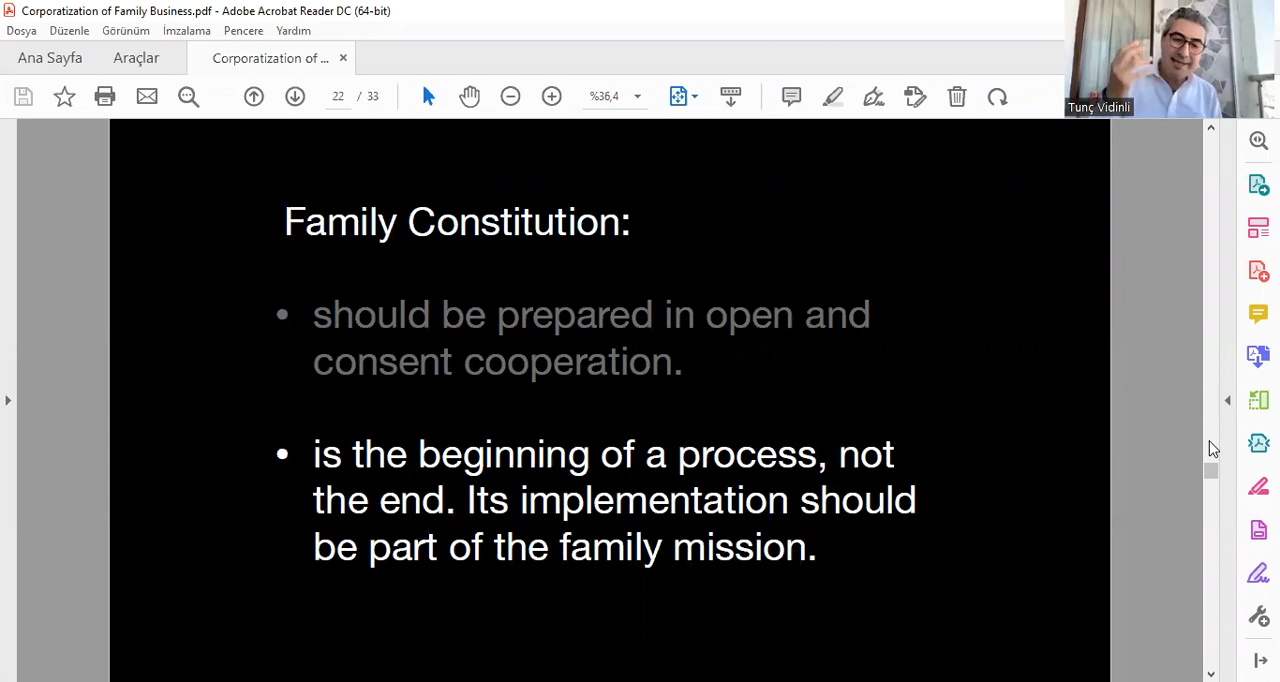 Corporatization of Family Business.pdf - Adobe Acrobat Reader DC (64-bit)
Dosya Düzenle Görünüm İmzalama Pencere Yardım
Ana Sayfa Araçlar Corporatization of ... ×
22 / 33 %36,4
Tunç Vidinli
Family Constitution:
• should be prepared in open and
consent cooperation.
• is the beginning of a process, not
the end. Its implementation should
be part of the family mission.